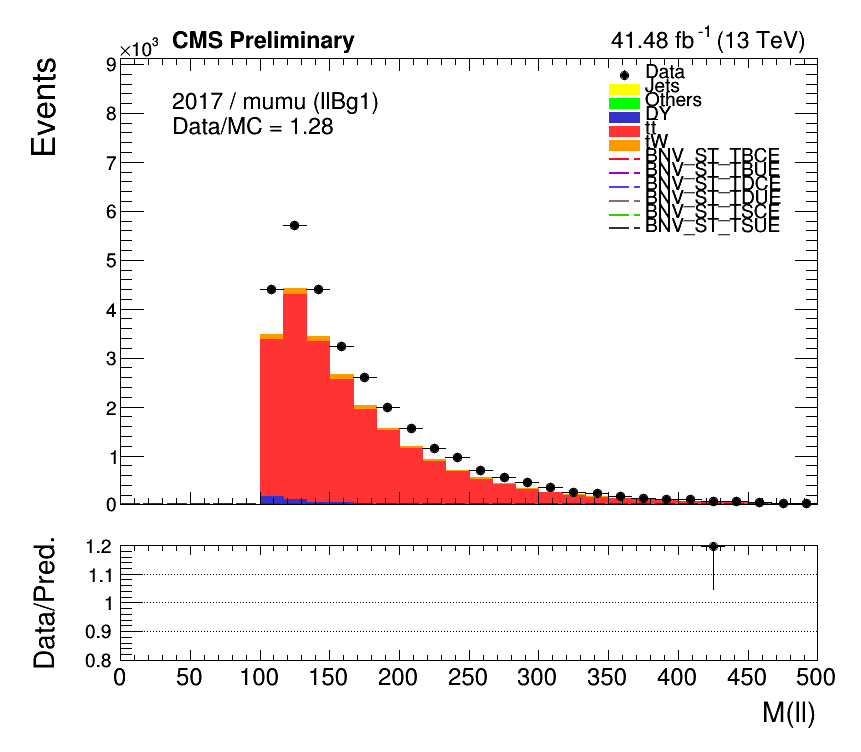 ×10³ CMS Preliminary 41.48 fb⁻¹ (13 TeV)
Events
9
8
7
6
5
4
3
2
1
0
2017 / mumu (llBg1)
Data/MC = 1.28
Data
Jets
Others
DY
tt
tW
BNV_ST_TBCE
BNV_ST_TBUE
BNV_ST_TDCE
BNV_ST_TDUE
BNV_ST_TSCE
BNV_ST_TSUE
Data/Pred.
1.2
1.1
1
0.9
0.8
0 50 100 150 200 250 300 350 400 450 500
M(ll)